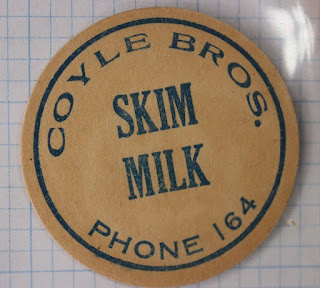 COYLE BROS.
SKIM
MILK
PHONE 164